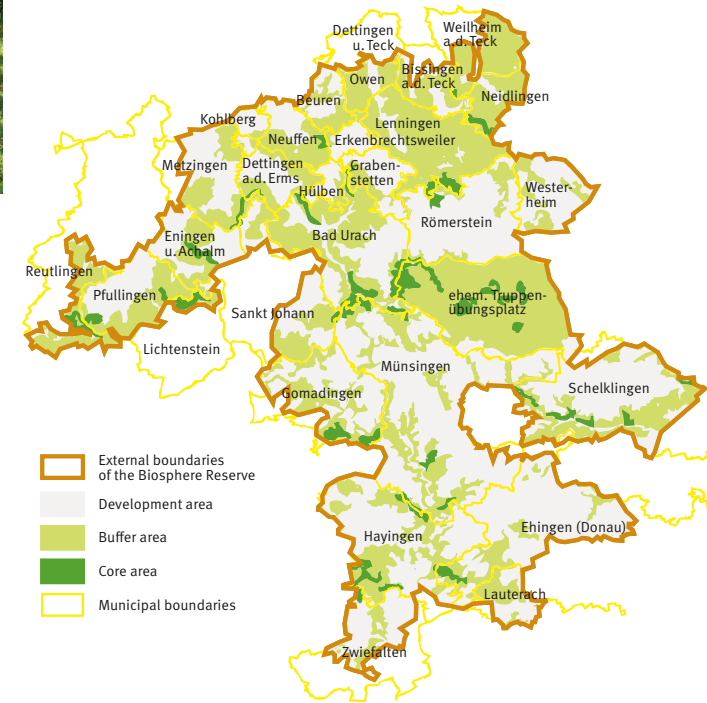 Dettingen
u. Teck
Weilheim
a.d. Teck
Owen
Bissingen
a.d. Teck
Beuren
Neidlingen
Kohlberg
Lenningen
Neuffen
Erkenbrechtsweiler
Metzingen
Dettingen
a.d. Erms
Graben-
stetten
Hülben
Wester-
heim
Römerstein
Eningen
u. Achalm
Bad Urach
Reutlingen
Pfullingen
ehem. Truppen-
übungsplatz
Sankt Johann
Lichtenstein
Münsingen
Gomadingen
Schelklingen
External boundaries
of the Biosphere Reserve
Development area
Buffer area
Core area
Municipal boundaries
Hayingen
Ehingen (Donau)
Lauterach
Zwiefalten